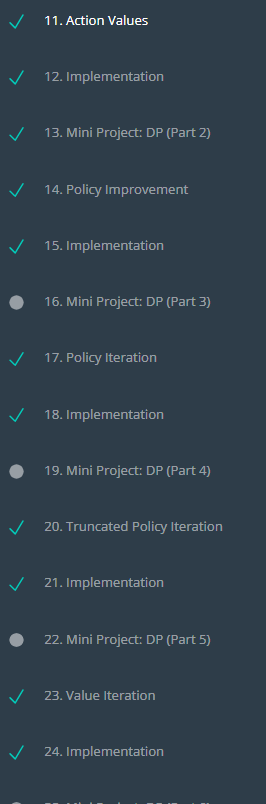 11. Action Values
12. Implementation
13. Mini Project: DP (Part 2)
14. Policy Improvement
15. Implementation
16. Mini Project: DP (Part 3)
17. Policy Iteration
18. Implementation
19. Mini Project: DP (Part 4)
20. Truncated Policy Iteration
21. Implementation
22. Mini Project: DP (Part 5)
23. Value Iteration
24. Implementation